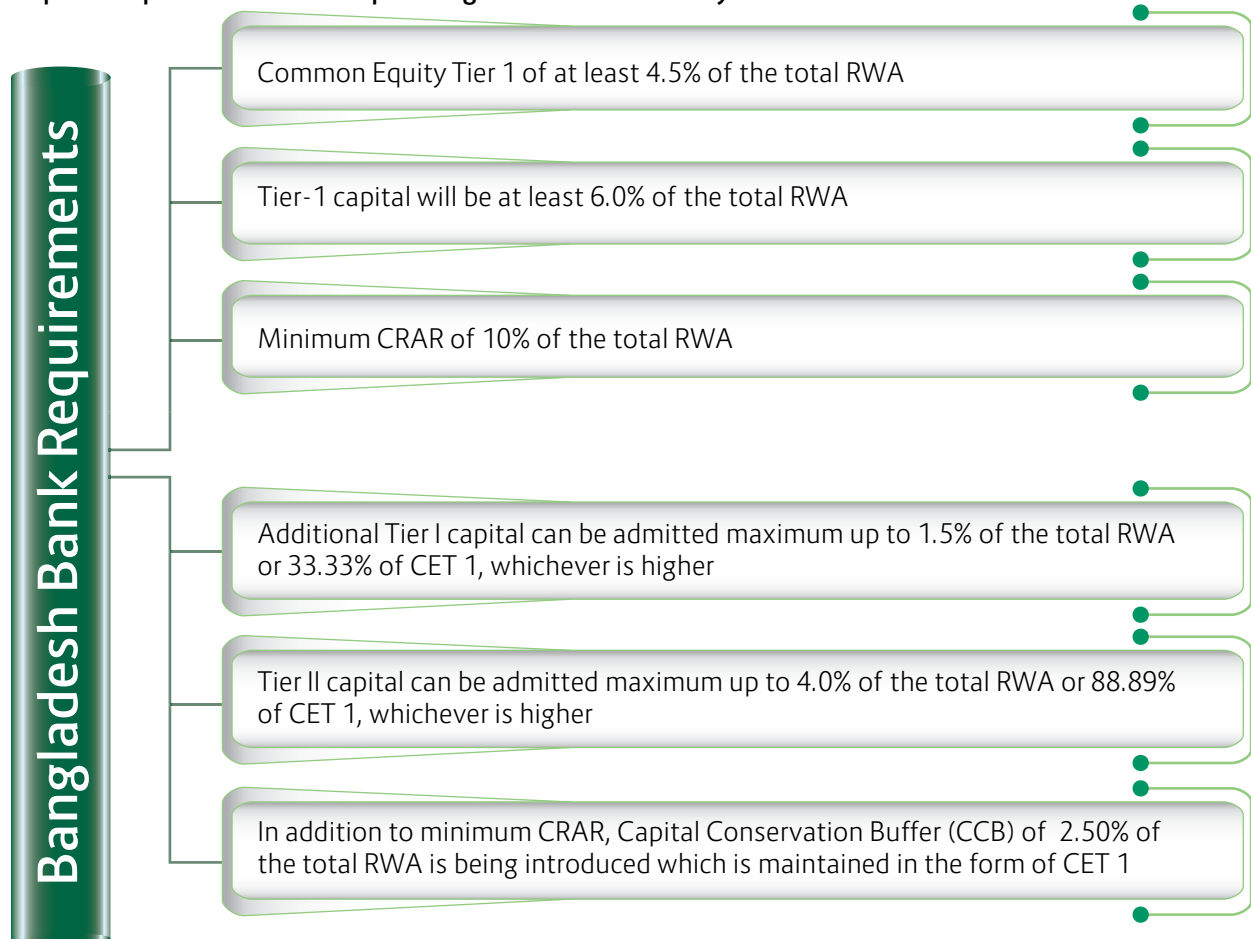 Bangladesh Bank Requirements
Common Equity Tier 1 of at least 4.5% of the total RWA
Tier-1 capital will be at least 6.0% of the total RWA
Minimum CRAR of 10% of the total RWA
Additional Tier I capital can be admitted maximum up to 1.5% of the total RWA
or 33.33% of CET 1, whichever is higher
Tier II capital can be admitted maximum up to 4.0% of the total RWA or 88.89%
of CET 1, whichever is higher
In addition to minimum CRAR, Capital Conservation Buffer (CCB) of 2.50% of
the total RWA is being introduced which is maintained in the form of CET 1